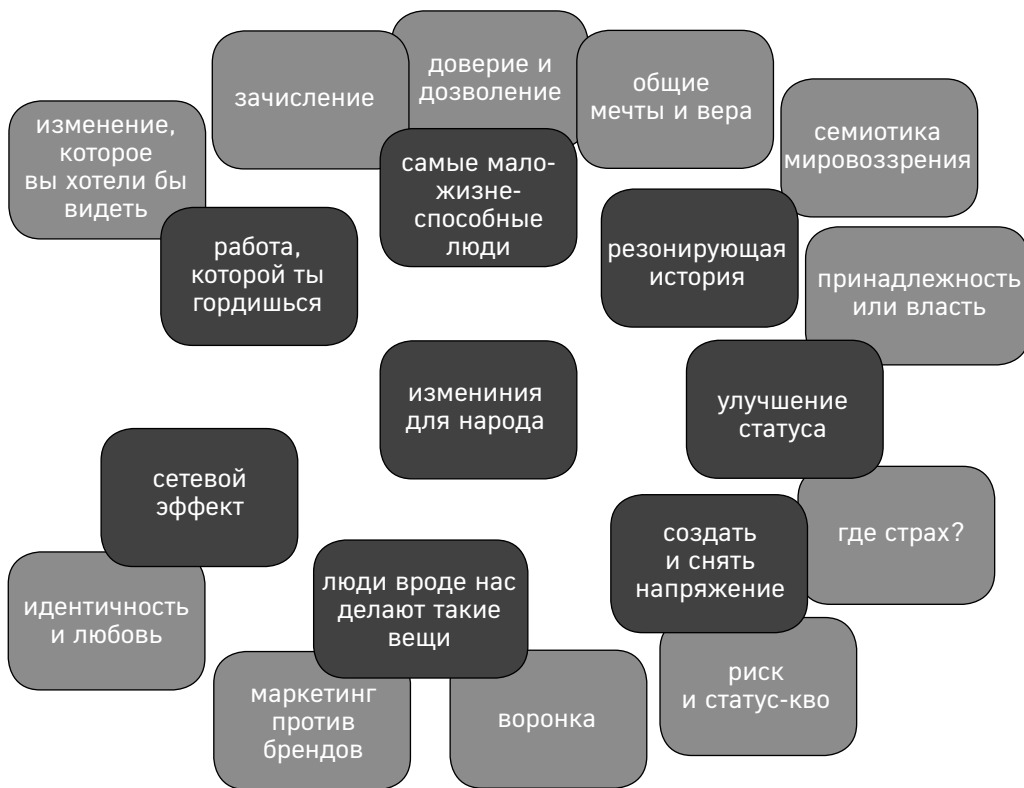 доверие и
дозволение
зачисление
общие
мечты и вера
изменение,
которое
вы хотели бы
видеть
семиотика
мировоззрения
самые мало-
жизне-
способные
люди
работа,
которой ты
гордишься
резонирующая
история
принадлежность
или власть
измениния
для народа
улучшение
статуса
сетевой
эффект
создать
и снять
напряжение
где страх?
люди вроде нас
делают такие
вещи
идентичность
и любовь
маркетинг
против
брендов
воронка
риск
и статус-кво